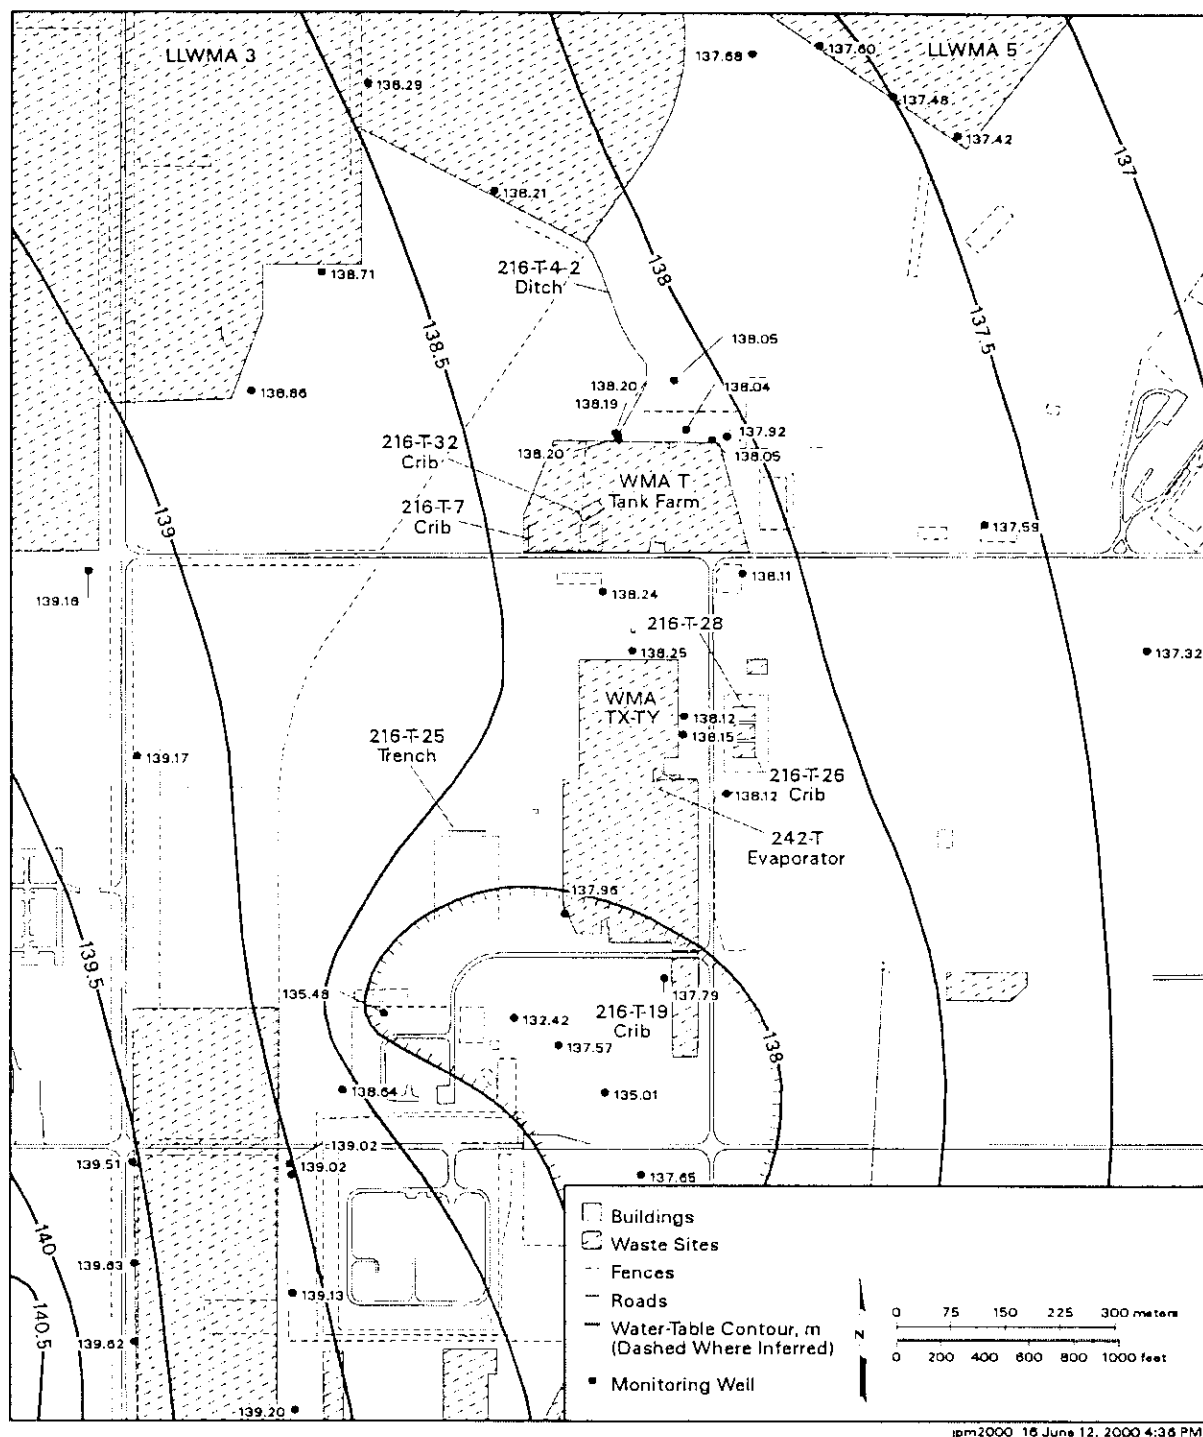 LLWMA 3
LLWMA 5
138.29
137.68
137.60
137.48
137.42
137
138.21
138.71
216-T-4-2
Ditch
138
137.5
138.5
138.05
138.86
138.20
138.04
138.19
137.92
216-T-32
Crib
138.20
138.05
WMA T
Tank Farm
216-T-7
Crib
139
137.59
139.18
138.24
138.11
216-T-28
138.25
137.32
WMA
TX-TY
138.12
138.15
216-T-25
Trench
139.17
216-T-26
Crib
138.12
242-T
Evaporator
137.96
139.5
135.48
137.79
132.42
216-T-19
Crib
137.57
138
138.64
135.01
139.02
139.51
139.02
137.65
140
139.63
139.13
140.5
139.62
139.20
Buildings
Waste Sites
Fences
Roads
Water-Table Contour, m
(Dashed Where Inferred)
Monitoring Well
N
0 75 150 225 300 meters
0 200 400 600 800 1000 feet
jpm2000 16 June 12, 2000 4:36 PM